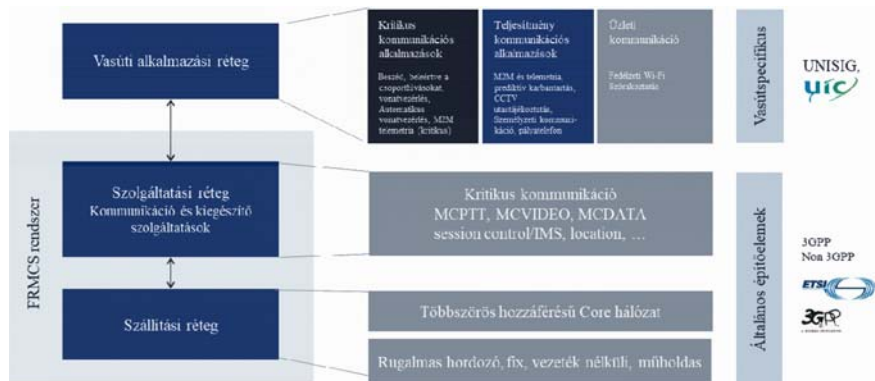 Vasúti alkalmazási réteg
Kritikus
kommunikációs
alkalmazások
Beszéd, beleértve a
csoporthívásokat,
vonatvezérlés,
Automatikus
vonatvezérlés, M2M
telemetria (kritikus)
Teljesítmény
kommunikációs
alkalmazások
M2M és telemetria,
prediktív karbantartás,
CCTV
utastájékoztatás,
Személyzeti kommuni-
káció, pályatelefon
Üzleti
kommunikáció
Fedélzeti Wi-Fi
Szórakoztatás
Vasútspecifikus
UNISIG,
uic
FRMCS rendszer
Szolgáltatási réteg
Kommunikáció és kiegészítő
szolgáltatások
Kritikus kommunikáció
MCPTT, MCVIDEO, MCDATA
session control/IMS, location, …
Szállítási réteg
Többszörös hozzáférésű Core hálózat
Rugalmas hordozó, fix, vezeték nélküli, műholdas
Általános építőelemek
3GPP
Non 3GPP
ETSI
3GPP